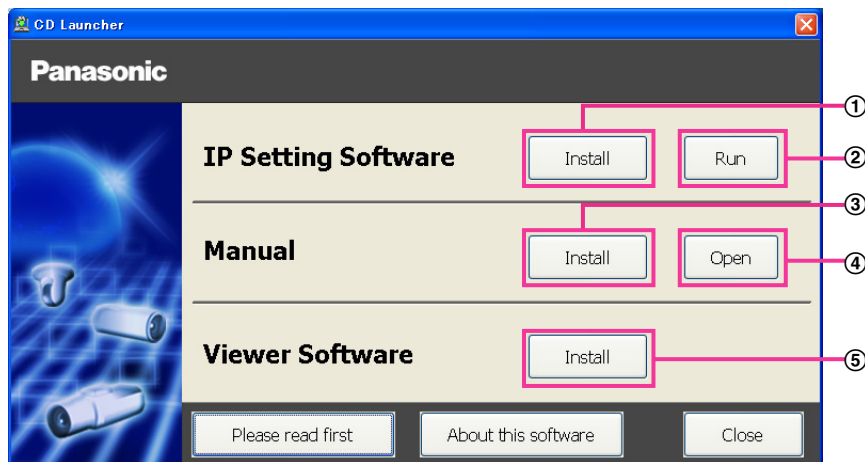 CD Launcher
Panasonic
①
IP Setting Software Install Run ②
③
Manual Install Open ④
Viewer Software Install ⑤
Please read first About this software Close